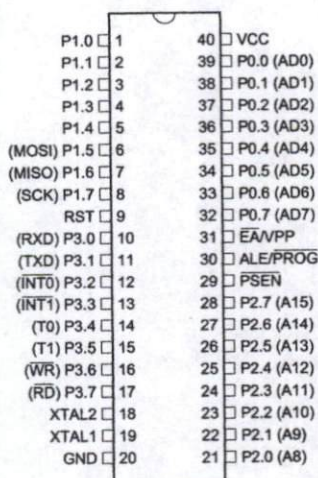 P1.0 1 40 VCC
P1.1 2 39 P0.0 (AD0)
P1.2 3 38 P0.1 (AD1)
P1.3 4 37 P0.2 (AD2)
P1.4 5 36 P0.3 (AD3)
(MOSI) P1.5 6 35 P0.4 (AD4)
(MISO) P1.6 7 34 P0.5 (AD5)
(SCK) P1.7 8 33 P0.6 (AD6)
RST 9 32 P0.7 (AD7)
(RXD) P3.0 10 31 E̅A̅/VPP
(TXD) P3.1 11 30 ALE/P̅R̅O̅G̅
(I̅N̅T̅0̅) P3.2 12 29 P̅S̅E̅N̅
(I̅N̅T̅1̅) P3.3 13 28 P2.7 (A15)
(T0) P3.4 14 27 P2.6 (A14)
(T1) P3.5 15 26 P2.5 (A13)
(W̅R̅) P3.6 16 25 P2.4 (A12)
(R̅D̅) P3.7 17 24 P2.3 (A11)
XTAL2 18 23 P2.2 (A10)
XTAL1 19 22 P2.1 (A9)
GND 20 21 P2.0 (A8)